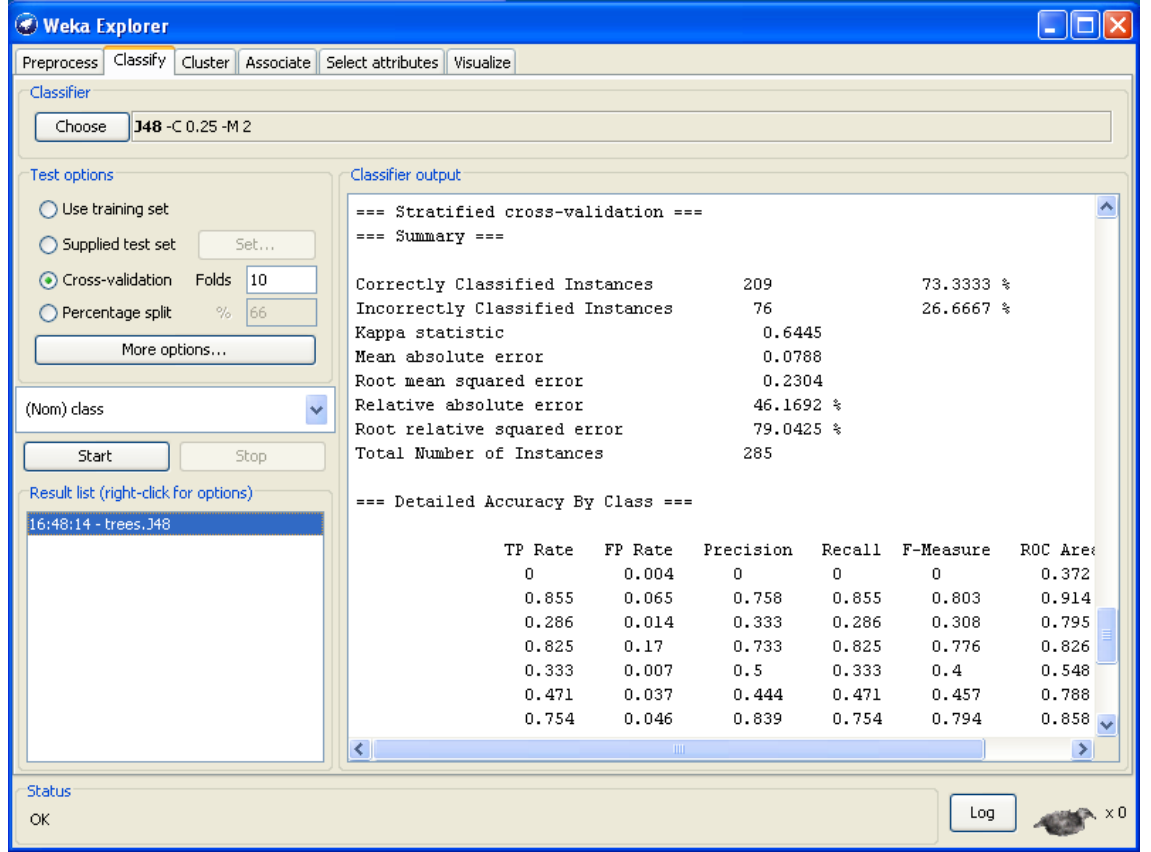 Weka Explorer
Preprocess Classify Cluster Associate Select attributes Visualize
Classifier
Choose J48 -C 0.25 -M 2
Test options
Use training set
Supplied test set Set...
Cross-validation Folds 10
Percentage split % 66
More options...
(Nom) class
Start Stop
Result list (right-click for options)
16:48:14 - trees.J48
Classifier output
=== Stratified cross-validation ===
=== Summary ===
Correctly Classified Instances 209 73.3333 %
Incorrectly Classified Instances 76 26.6667 %
Kappa statistic 0.6445
Mean absolute error 0.0788
Root mean squared error 0.2304
Relative absolute error 46.1692 %
Root relative squared error 79.0425 %
Total Number of Instances 285
=== Detailed Accuracy By Class ===
TP Rate FP Rate Precision Recall F-Measure ROC Area
0 0.004 0 0 0 0.372
0.855 0.065 0.758 0.855 0.803 0.914
0.286 0.014 0.333 0.286 0.308 0.795
0.825 0.17 0.733 0.825 0.776 0.826
0.333 0.007 0.5 0.333 0.4 0.548
0.471 0.037 0.444 0.471 0.457 0.788
0.754 0.046 0.839 0.754 0.794 0.858
Status
OK
Log
x 0